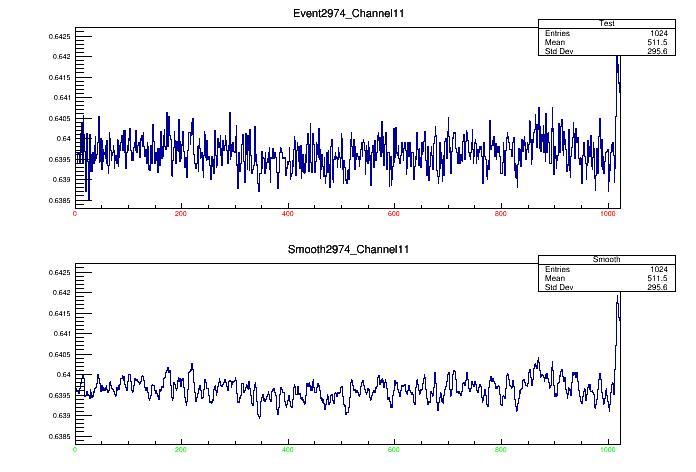 Event2974_Channel11
Test
Entries 1024
Mean 511.5
Std Dev 295.6
0.6425
0.642
0.6415
0.641
0.6405
0.64
0.6395
0.639
0.6385
0 200 400 600 800 1000
Smooth2974_Channel11
Smooth
Entries 1024
Mean 511.5
Std Dev 295.6
0.6425
0.642
0.6415
0.641
0.6405
0.64
0.6395
0.639
0.6385
0 200 400 600 800 1000